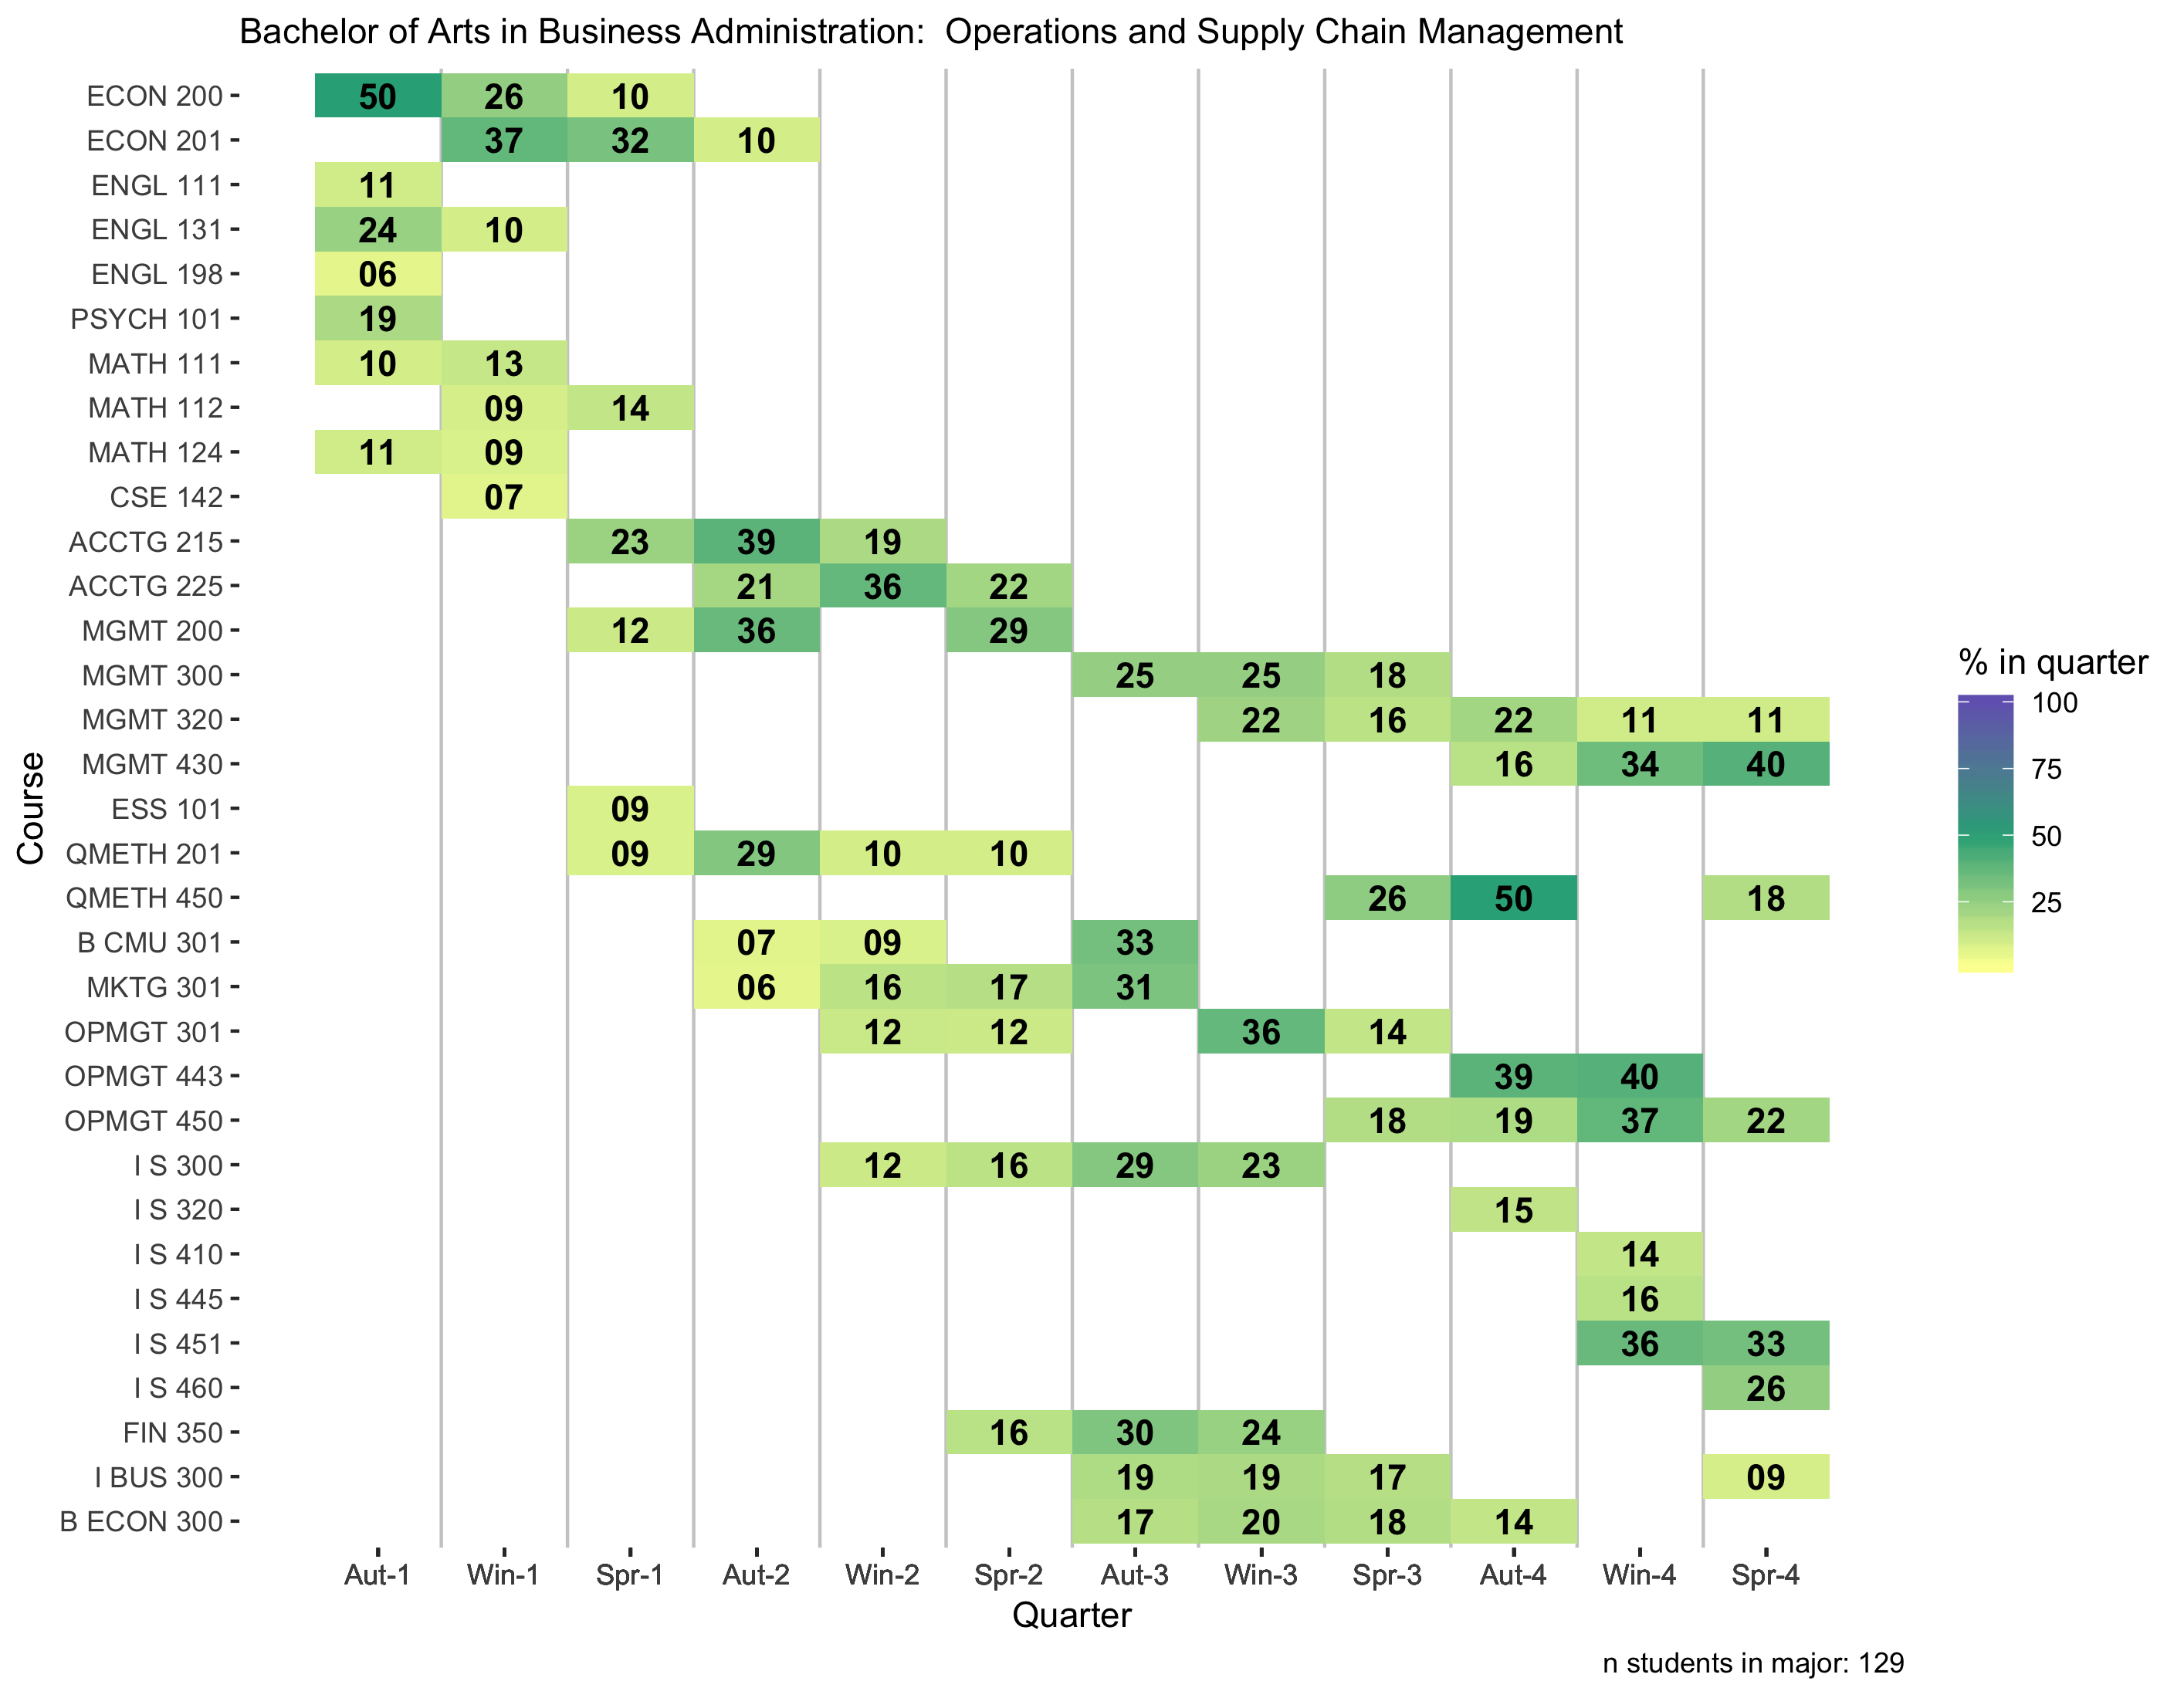 Bachelor of Arts in Business Administration:  Operations and Supply Chain Management
ECON 200 50 26 10
ECON 201 37 32 10
ENGL 111 11
ENGL 131 24 10
ENGL 198 06
PSYCH 101 19
MATH 111 10 13
MATH 112 09 14
MATH 124 11 09
CSE 142 07
ACCTG 215 23 39 19
ACCTG 225 21 36 22
MGMT 200 12 36 29
MGMT 300 25 25 18
MGMT 320 22 16 22 11 11
MGMT 430 16 34 40
ESS 101 09
QMETH 201 09 29 10 10
QMETH 450 26 50 18
B CMU 301 07 09 33
MKTG 301 06 16 17 31
OPMGT 301 12 12 36 14
OPMGT 443 39 40
OPMGT 450 18 19 37 22
I S 300 12 16 29 23
I S 320 15
I S 410 14
I S 445 16
I S 451 36 33
I S 460 26
FIN 350 16 30 24
I BUS 300 19 19 17 09
B ECON 300 17 20 18 14
Aut-1 Win-1 Spr-1 Aut-2 Win-2 Spr-2 Aut-3 Win-3 Spr-3 Aut-4 Win-4 Spr-4
Quarter
Course
% in quarter
100
75
50
25
n students in major: 129